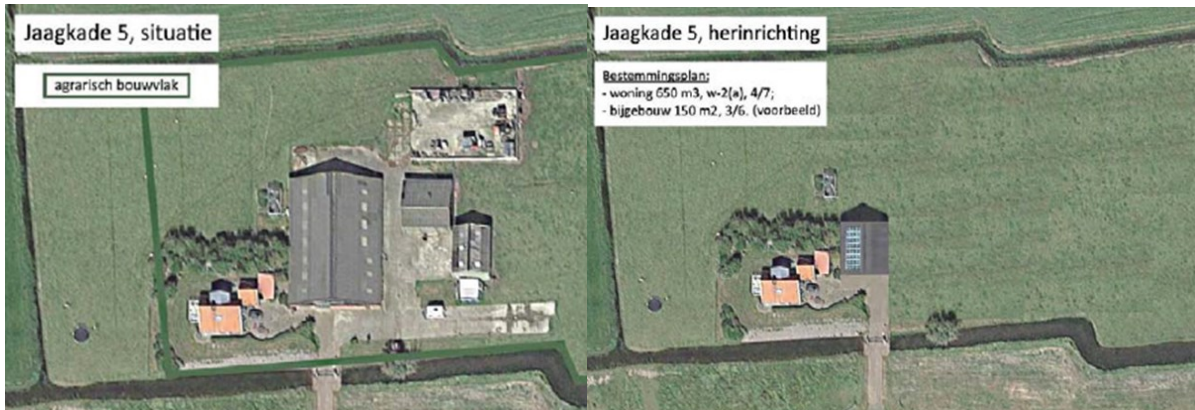 Jaagkade 5, situatie
agrarisch bouwvlak
Jaagkade 5, herinrichting
Bestemmingsplan:
- woning 650 m3, w-2(a), 4/7;
- bijgebouw 150 m2, 3/6. (voorbeeld)